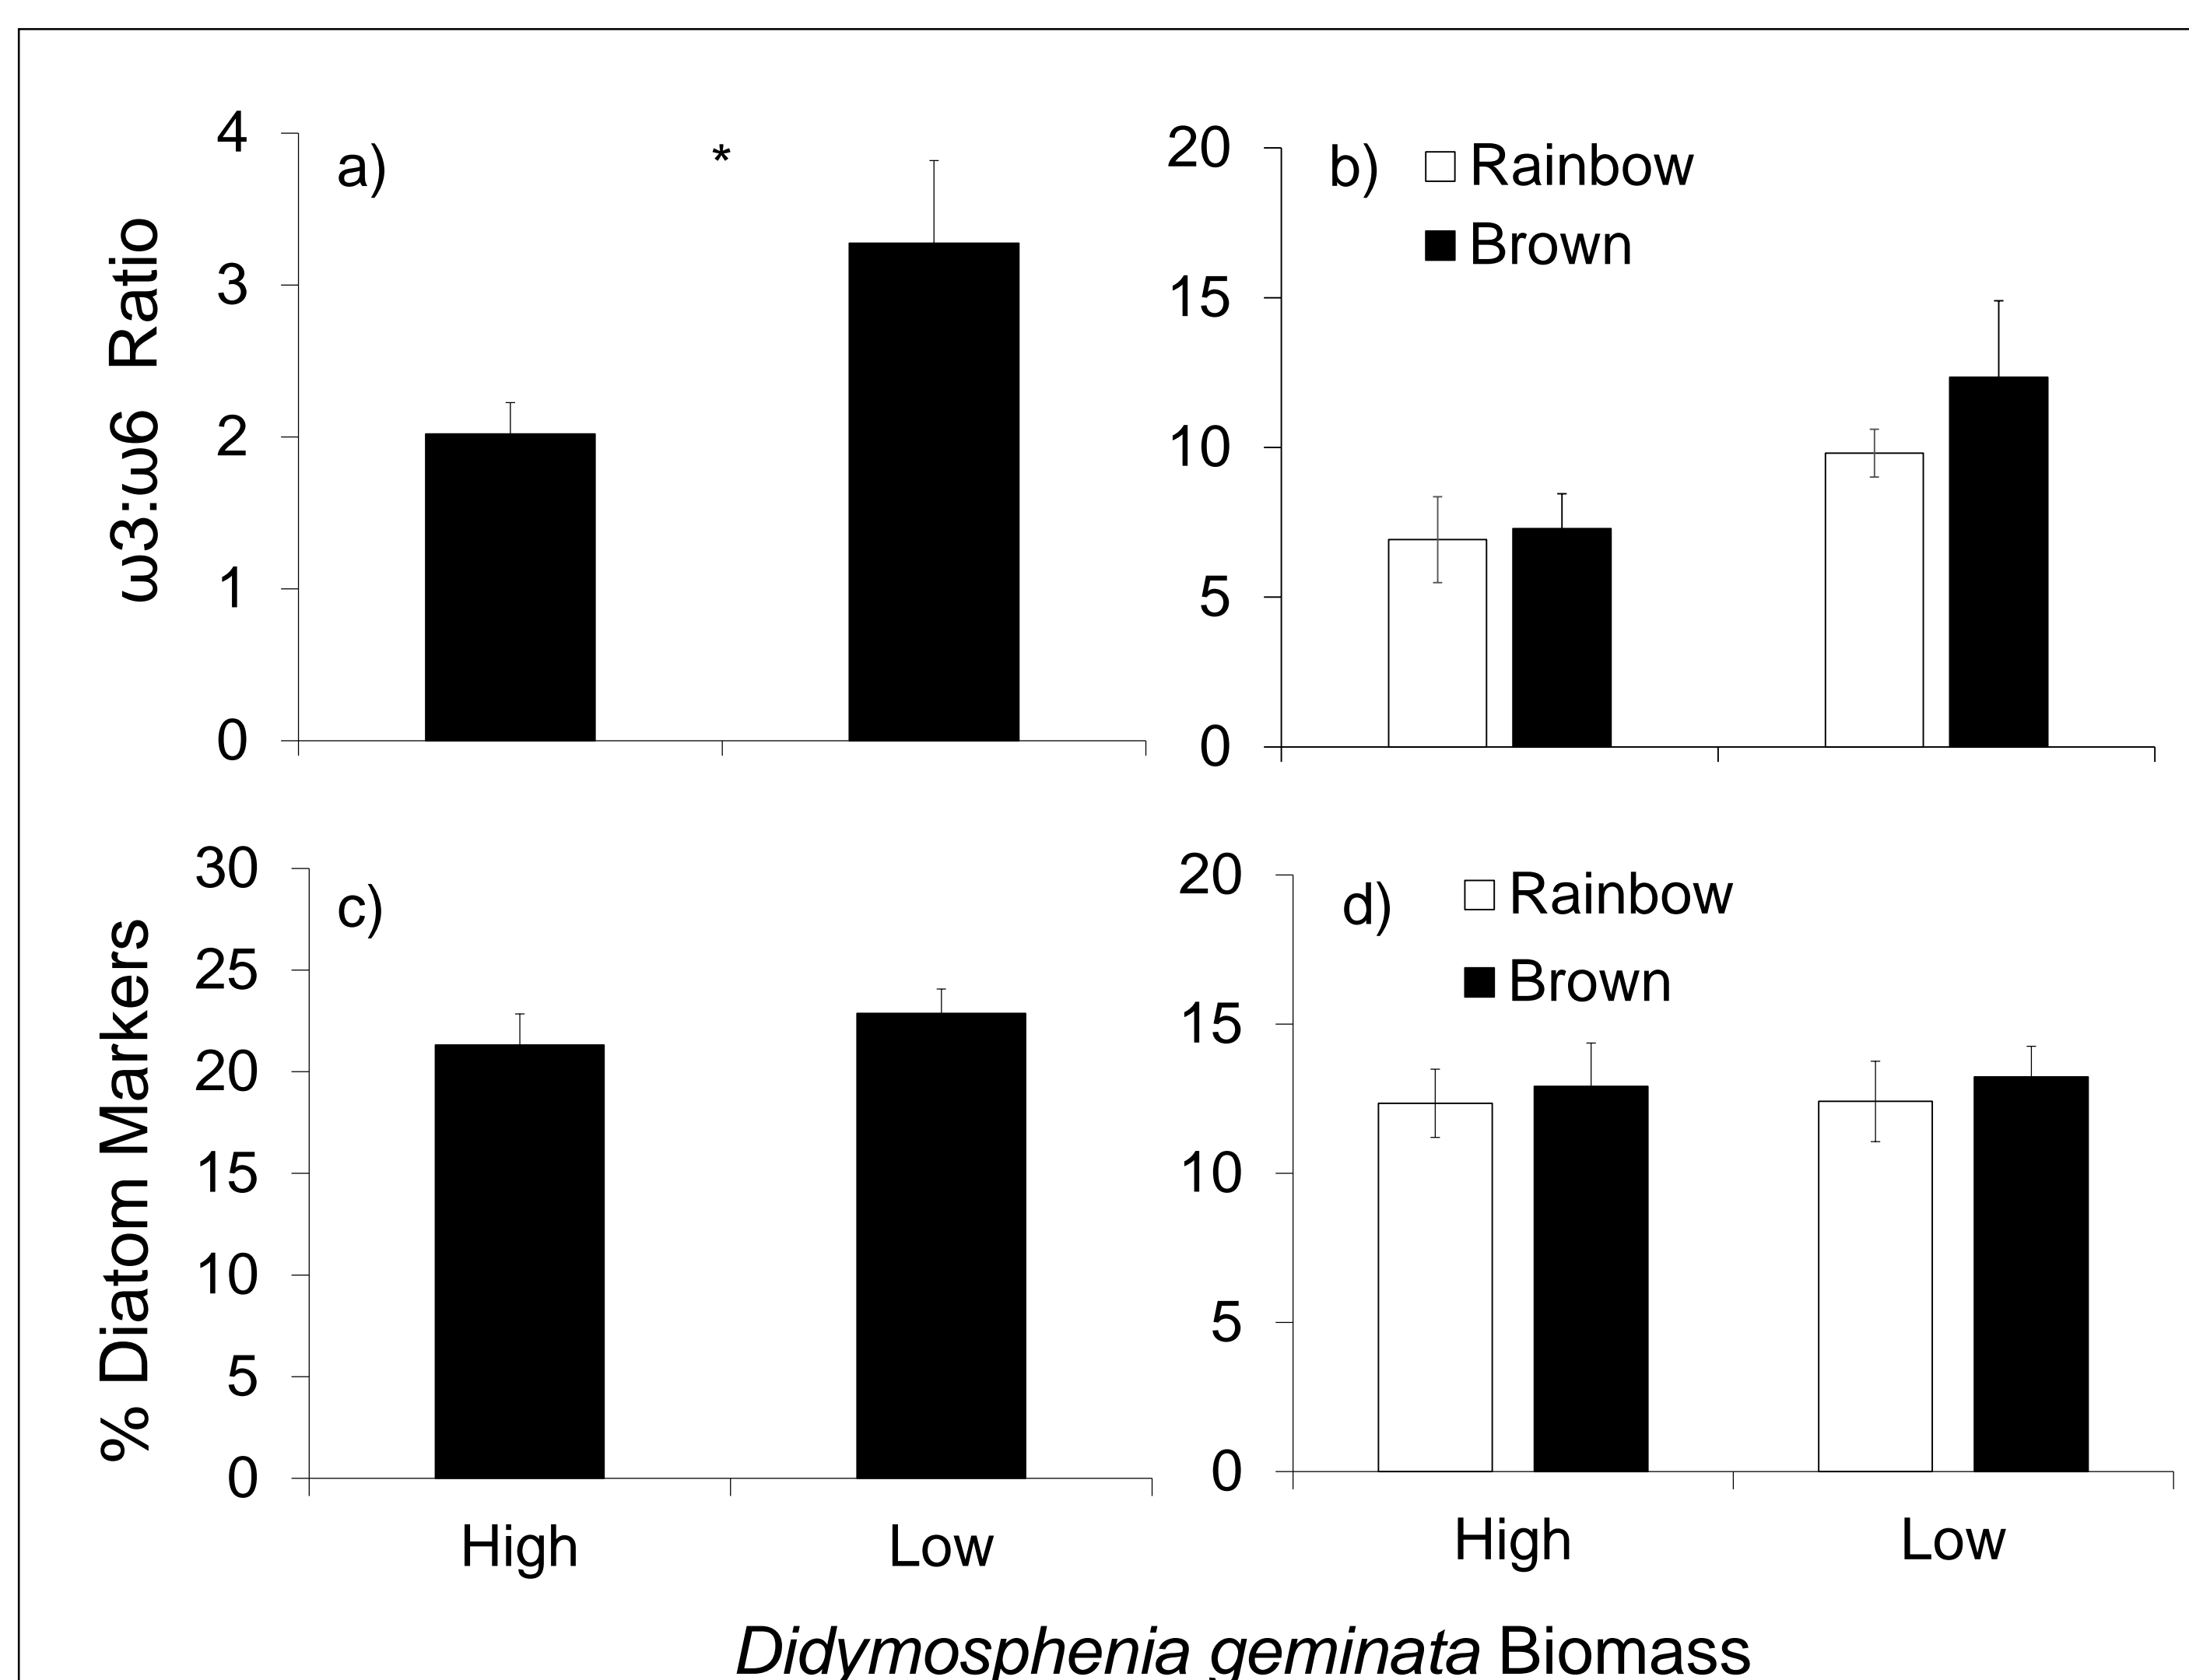 ω3:ω6 Ratio
4
3
2
1
0
a)
*
20
15
10
5
0
b)
Rainbow
Brown
% Diatom Markers
30
25
20
15
10
5
0
c)
High
Low
20
15
10
5
0
d)
Rainbow
Brown
High
Low
Didymosphenia geminata Biomass